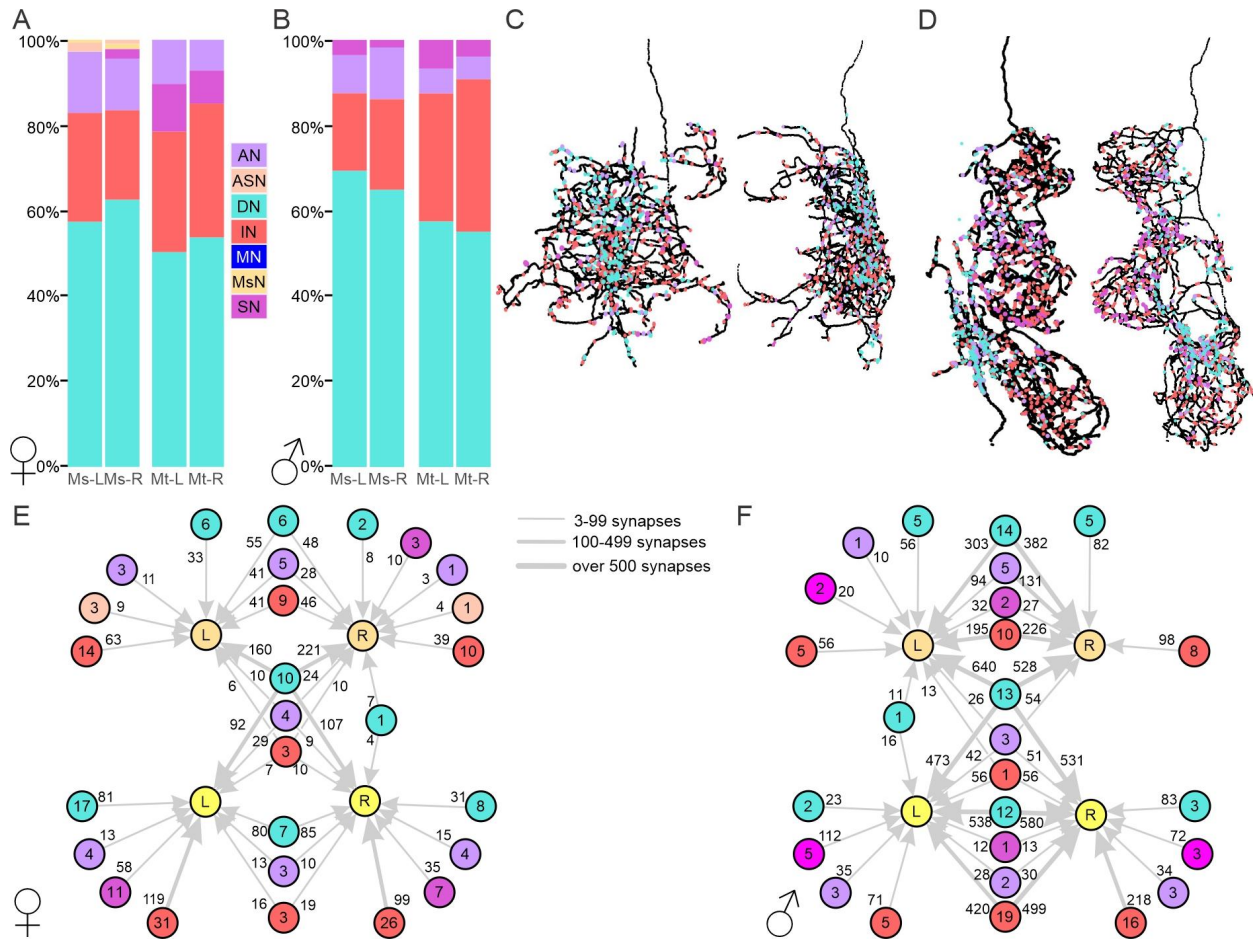 A
B
C
D
100%
80%
60%
40%
20%
0%
Ms-L Ms-R Mt-L Mt-R
AN
ASN
DN
IN
MN
MsN
SN
100%
80%
60%
40%
20%
0%
Ms-L Ms-R Mt-L Mt-R
E
6 6 2
33 55 48 8
3 5 3
11 41 28 10 1
3 9 3
9 41 46 4 1
14 63 L R 39 10
160 221
6 10 10 24 10
7
92 4 107 1
29 3 9 4
7 10
L R
17 81 31 8
80 7 85
4 13 15 4
13 3 10
11 58 35 7
119 16 3 19 99
31 26
3-99 synapses
100-499 synapses
over 500 synapses
F
5 14 5
1 10 56 303 382 82
5
94 131
2 20 32 2 27
5 56 195 10 226 98 8
L R
640 528
11 13 26 13 54
1
16 3
473 42 51 531
56 1 56
2 23 L 12 R 83 3
538 580
5 112 12 1 13 72 3
35 28 2 30 34
3 3
71 420 19 499 218
5 16